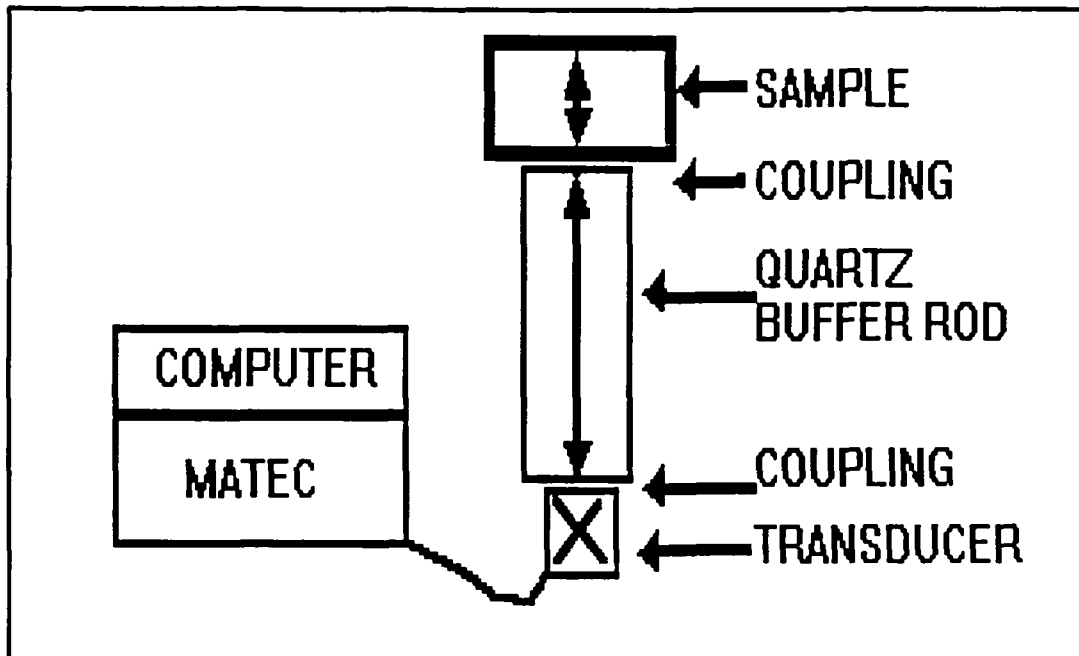 SAMPLE
COUPLING
QUARTZ
BUFFER ROD
COMPUTER
MATEC
COUPLING
TRANSDUCER